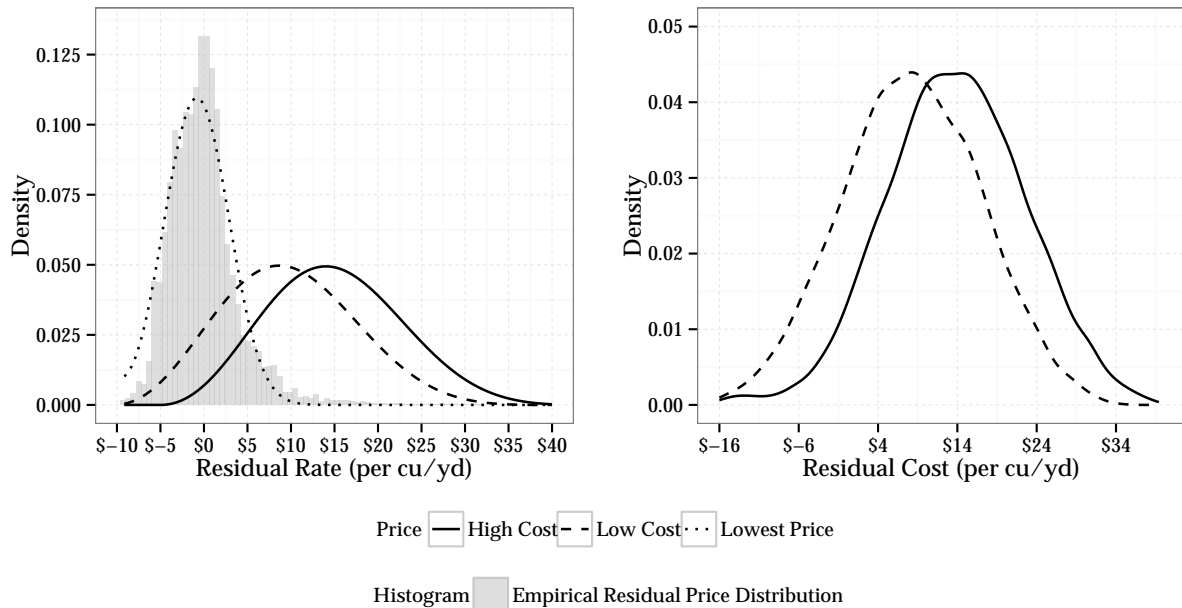 0.125
0.100
0.075
0.050
0.025
0.000
Density
$-10 $-5 $0 $5 $10 $15 $20 $25 $30 $35 $40
Residual Rate (per cu/yd)
0.05
0.04
0.03
0.02
0.01
0.00
Density
$-16 $-6 $4 $14 $24 $34
Residual Cost (per cu/yd)
Price High Cost Low Cost Lowest Price
Histogram Empirical Residual Price Distribution